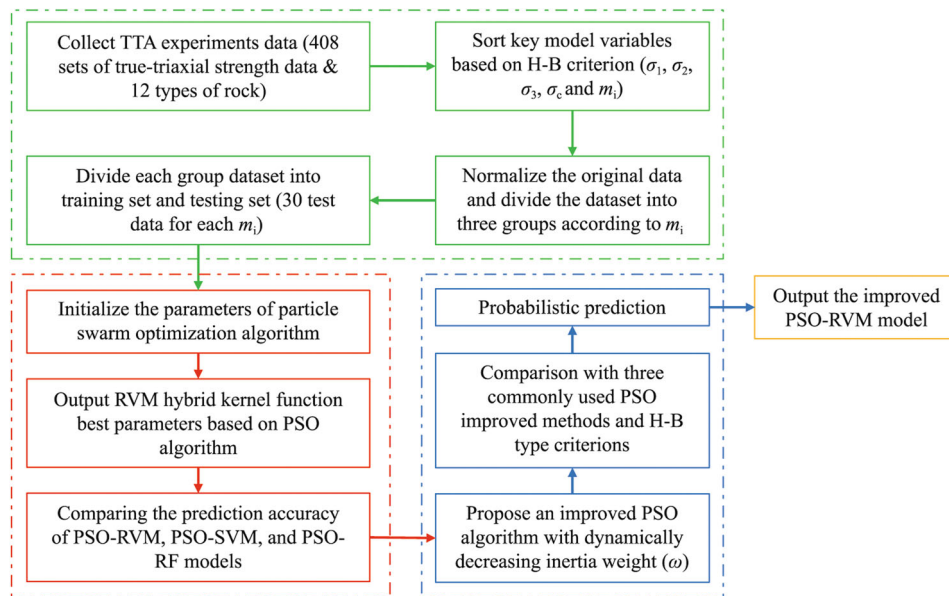 Collect TTA experiments data (408
sets of true-triaxial strength data &
12 types of rock)
Sort key model variables
based on H-B criterion (σ₁, σ₂,
σ₃, σ_c and m_i)
Normalize the original data
and divide the dataset into
three groups according to m_i
Divide each group dataset into
training set and testing set (30
test data for each m_i)
Initialize the parameters of particle
swarm optimization algorithm
Output RVM hybrid kernel function
best parameters based on PSO
algorithm
Comparing the prediction accuracy
of PSO-RVM, PSO-SVM, and PSO-
RF models
Propose an improved PSO
algorithm with dynamically
decreasing inertia weight (ω)
Comparison with three
commonly used PSO
improved methods and H-B
type criterions
Probabilistic prediction
Output the improved
PSO-RVM model